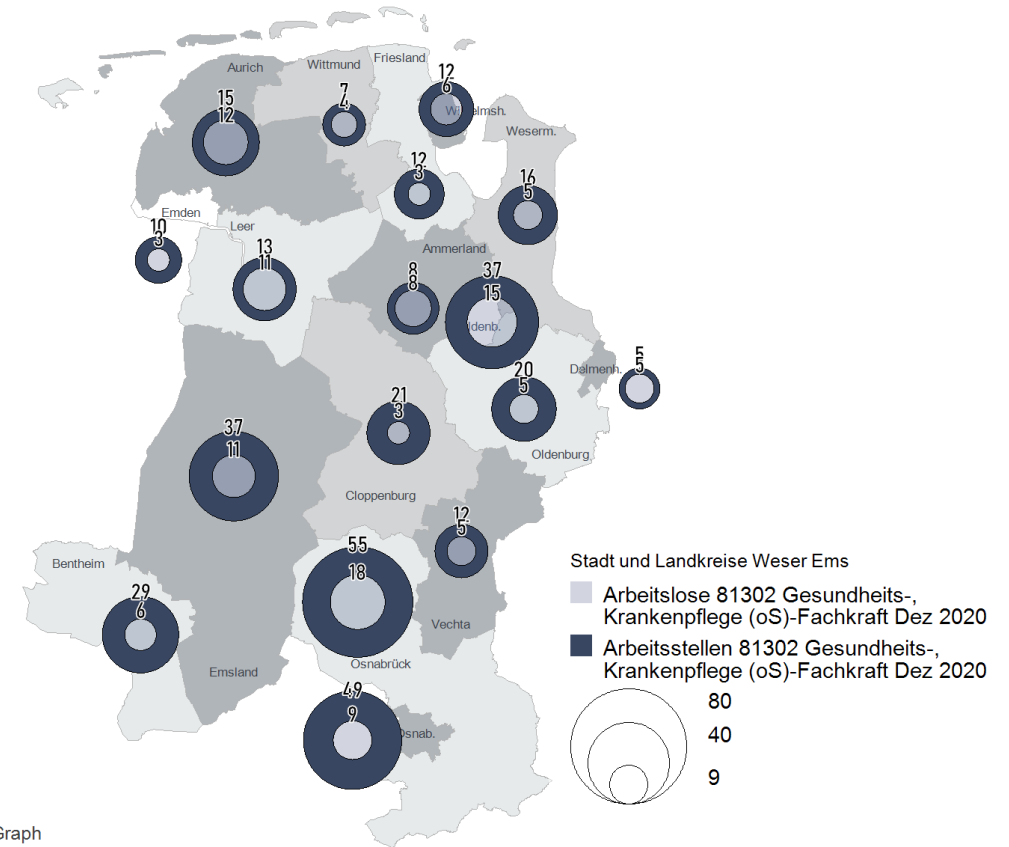 Friesland
Wittmund
Aurich
12
6
Wilhelmsh.
7
4
15
12
Weserm.
12
3
16
5
Emden
10
3
Leer
13
11
Ammerland
8
8
37
15
ldenb.
5
5
Delmenh.
20
5
21
3
37
11
Oldenburg
Cloppenburg
12
5
55
18
Bentheim
29
6
Vechta
Osnabrück
Emsland
49
9
Osnab.
Stadt und Landkreise Weser Ems
Arbeitslose 81302 Gesundheits-,
Krankenpflege (oS)-Fachkraft Dez 2020
Arbeitsstellen 81302 Gesundheits-,
Krankenpflege (oS)-Fachkraft Dez 2020
80
40
9
Graph